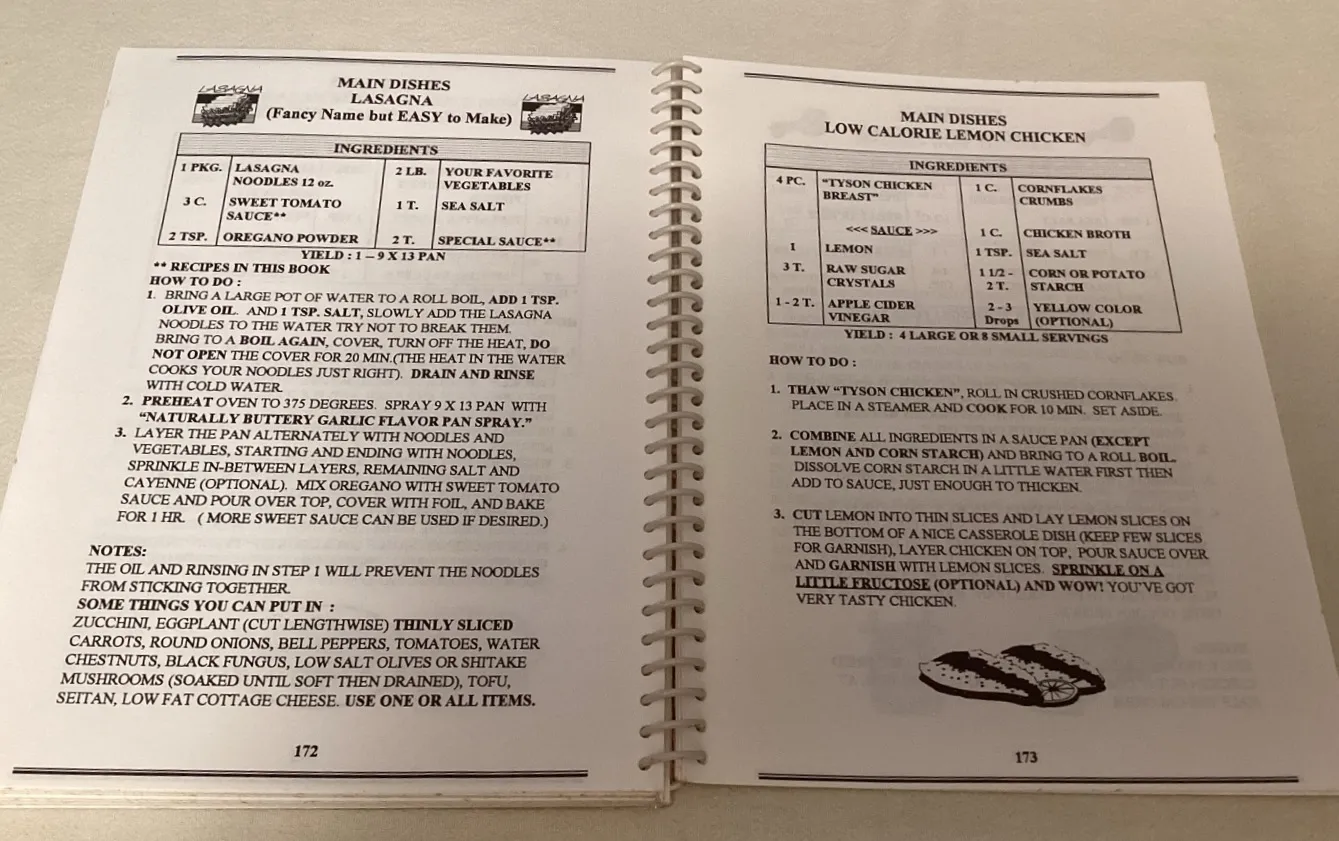 LASAGNA
LASAGNA
MAIN DISHES
LASAGNA
(Fancy Name but EASY to Make)
INGREDIENTS
1 PKG. LASAGNA NOODLES 12 oz. 2 LB. YOUR FAVORITE VEGETABLES
3 C. SWEET TOMATO SAUCE** 1 T. SEA SALT
2 TSP. OREGANO POWDER 2 T. SPECIAL SAUCE**
YIELD : 1 – 9 X 13 PAN
** RECIPES IN THIS BOOK
HOW TO DO :
1. BRING A LARGE POT OF WATER TO A ROLL BOIL, ADD 1 TSP.
OLIVE OIL. AND 1 TSP. SALT, SLOWLY ADD THE LASAGNA
NOODLES TO THE WATER TRY NOT TO BREAK THEM.
BRING TO A BOIL AGAIN, COVER, TURN OFF THE HEAT, DO
NOT OPEN THE COVER FOR 20 MIN.(THE HEAT IN THE WATER
COOKS YOUR NOODLES JUST RIGHT). DRAIN AND RINSE
WITH COLD WATER.
2. PREHEAT OVEN TO 375 DEGREES. SPRAY 9 X 13 PAN WITH
“NATURALLY BUTTERY GARLIC FLAVOR PAN SPRAY.”
3. LAYER THE PAN ALTERNATELY WITH NOODLES AND
VEGETABLES, STARTING AND ENDING WITH NOODLES,
SPRINKLE IN-BETWEEN LAYERS, REMAINING SALT AND
CAYENNE (OPTIONAL). MIX OREGANO WITH SWEET TOMATO
SAUCE AND POUR OVER TOP, COVER WITH FOIL, AND BAKE
FOR 1 HR. ( MORE SWEET SAUCE CAN BE USED IF DESIRED.)
NOTES:
THE OIL AND RINSING IN STEP 1 WILL PREVENT THE NOODLES
FROM STICKING TOGETHER.
SOME THINGS YOU CAN PUT IN :
ZUCCHINI, EGGPLANT (CUT LENGTHWISE) THINLY SLICED
CARROTS, ROUND ONIONS, BELL PEPPERS, TOMATOES, WATER
CHESTNUTS, BLACK FUNGUS, LOW SALT OLIVES OR SHITAKE
MUSHROOMS (SOAKED UNTIL SOFT THEN DRAINED), TOFU,
SEITAN, LOW FAT COTTAGE CHEESE. USE ONE OR ALL ITEMS.
172
MAIN DISHES
LOW CALORIE LEMON CHICKEN
INGREDIENTS
4 PC. “TYSON CHICKEN BREAST” 1 C. CORNFLAKES CRUMBS
<<< SAUCE >>> 1 C. CHICKEN BROTH
1 LEMON 1 TSP. SEA SALT
3 T. RAW SUGAR CRYSTALS 1 1/2 - 2 T. CORN OR POTATO STARCH
1 - 2 T. APPLE CIDER VINEGAR 2 - 3 Drops YELLOW COLOR (OPTIONAL)
YIELD : 4 LARGE OR 8 SMALL SERVINGS
HOW TO DO :
1. THAW “TYSON CHICKEN”, ROLL IN CRUSHED CORNFLAKES.
PLACE IN A STEAMER AND COOK FOR 10 MIN. SET ASIDE.
2. COMBINE ALL INGREDIENTS IN A SAUCE PAN (EXCEPT
LEMON AND CORN STARCH) AND BRING TO A ROLL BOIL.
DISSOLVE CORN STARCH IN A LITTLE WATER FIRST THEN
ADD TO SAUCE, JUST ENOUGH TO THICKEN.
3. CUT LEMON INTO THIN SLICES AND LAY LEMON SLICES ON
THE BOTTOM OF A NICE CASSEROLE DISH (KEEP FEW SLICES
FOR GARNISH), LAYER CHICKEN ON TOP, POUR SAUCE OVER
AND GARNISH WITH LEMON SLICES. SPRINKLE ON A
LITTLE FRUCTOSE (OPTIONAL) AND WOW! YOU’VE GOT
VERY TASTY CHICKEN.
173